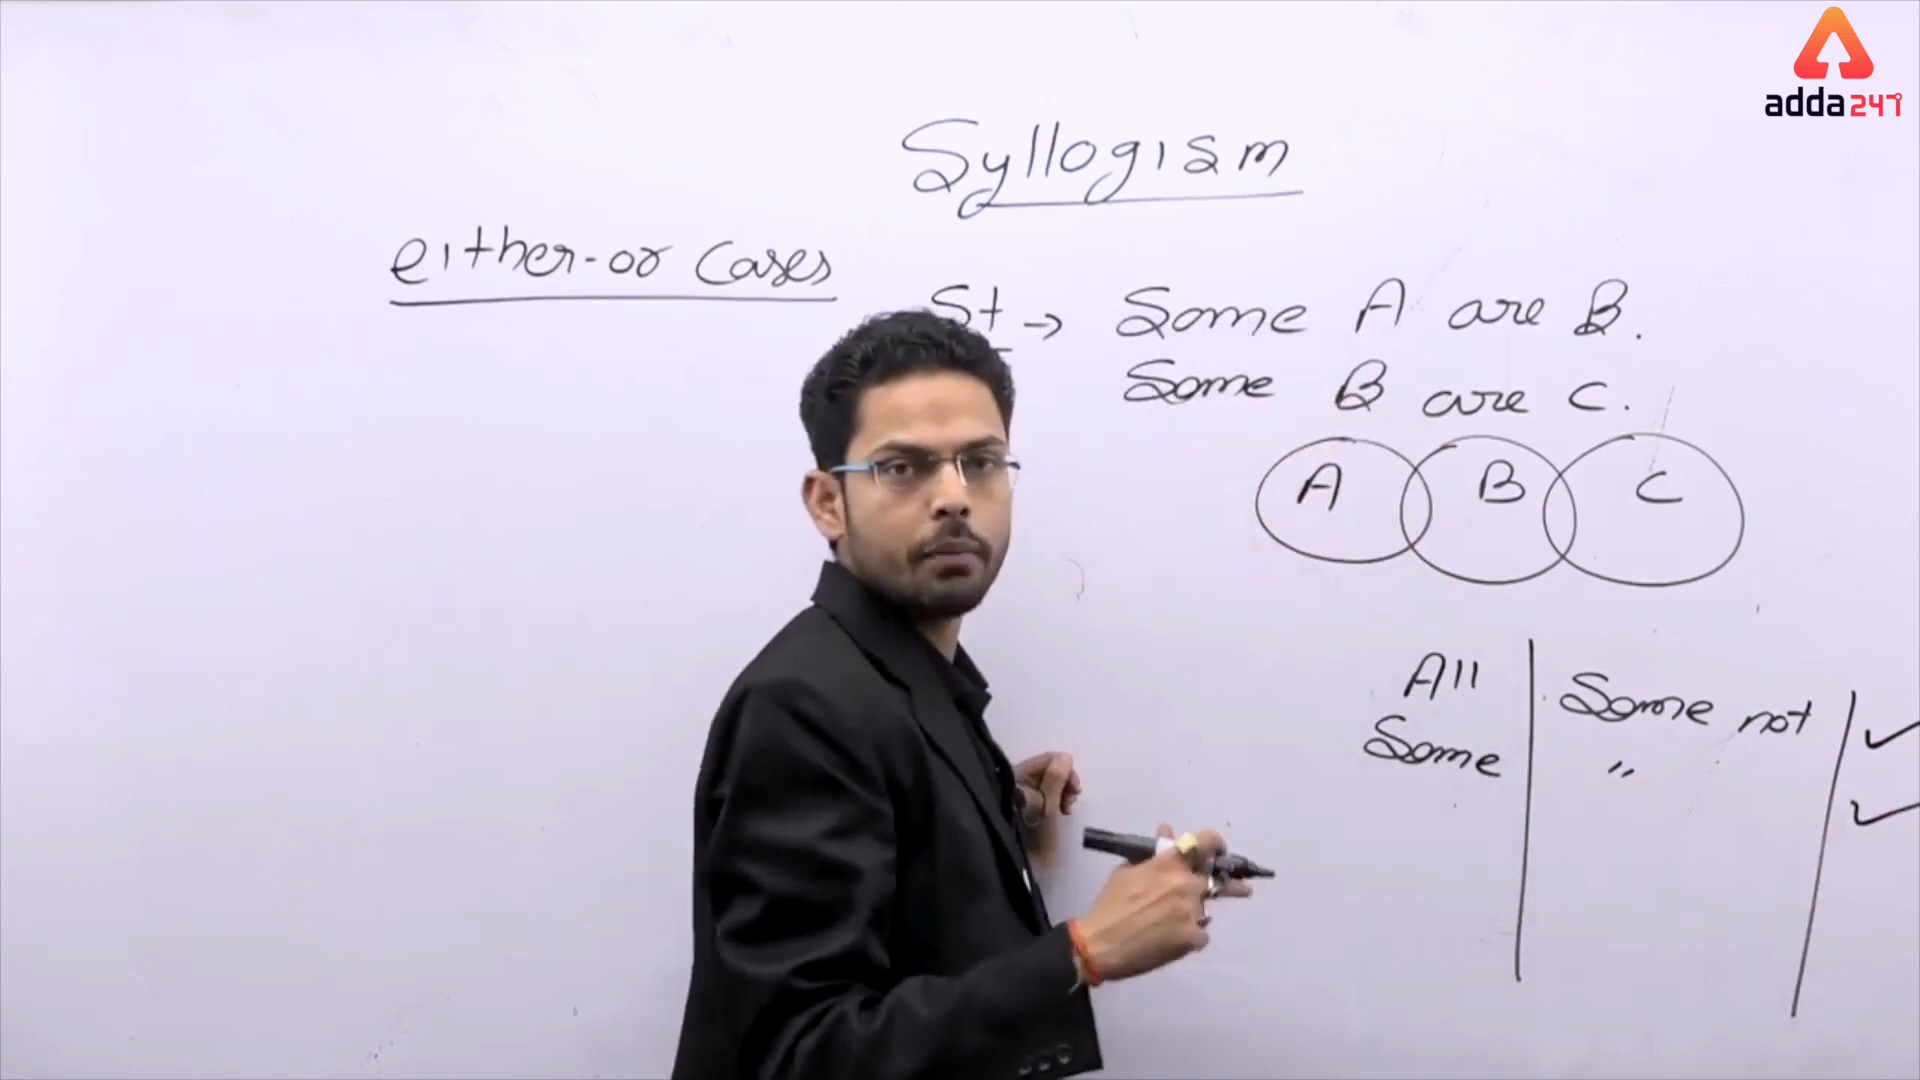 adda247
Syllogism
either-or Cases
St → Some A are B.
Some B are C.
A B C
All | Some not | ✓
Some | " | ✓